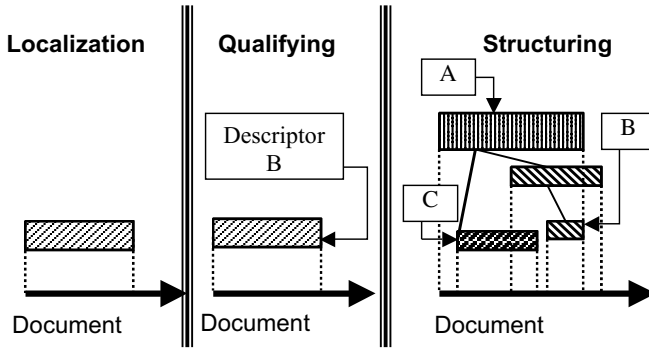 Localization
Qualifying
Structuring
A
Descriptor
B
B
C
Document
Document
Document